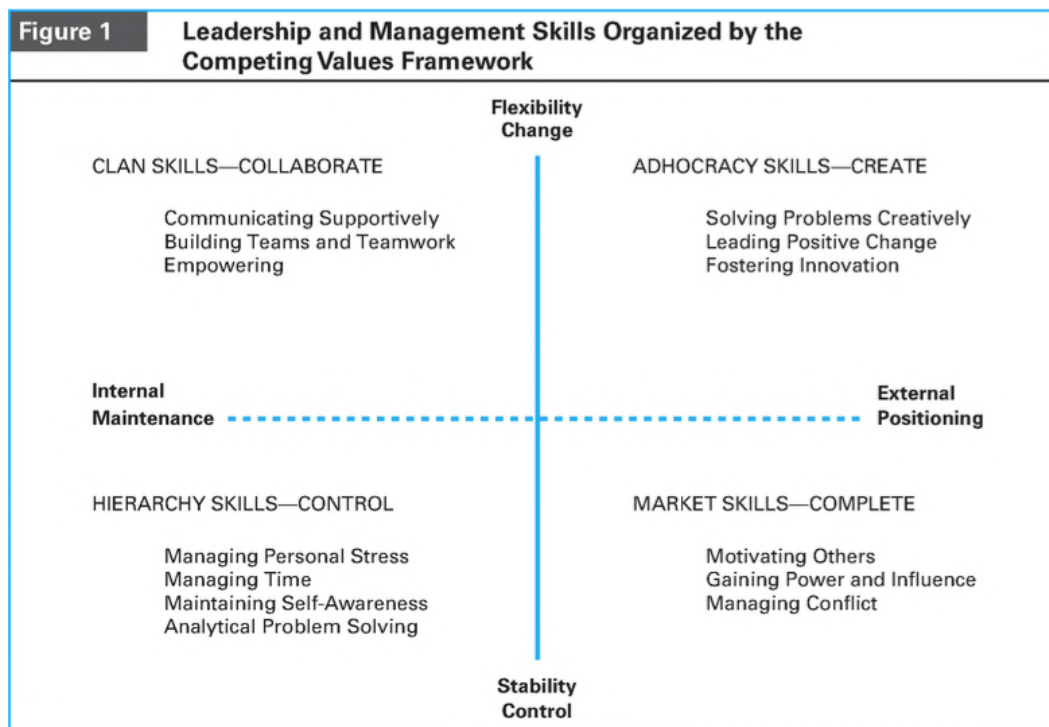 Figure 1
Leadership and Management Skills Organized by the
Competing Values Framework
Flexibility
Change
CLAN SKILLS—COLLABORATE
Communicating Supportively
Building Teams and Teamwork
Empowering
ADHOCRACY SKILLS—CREATE
Solving Problems Creatively
Leading Positive Change
Fostering Innovation
Internal
Maintenance
External
Positioning
HIERARCHY SKILLS—CONTROL
Managing Personal Stress
Managing Time
Maintaining Self-Awareness
Analytical Problem Solving
MARKET SKILLS—COMPLETE
Motivating Others
Gaining Power and Influence
Managing Conflict
Stability
Control